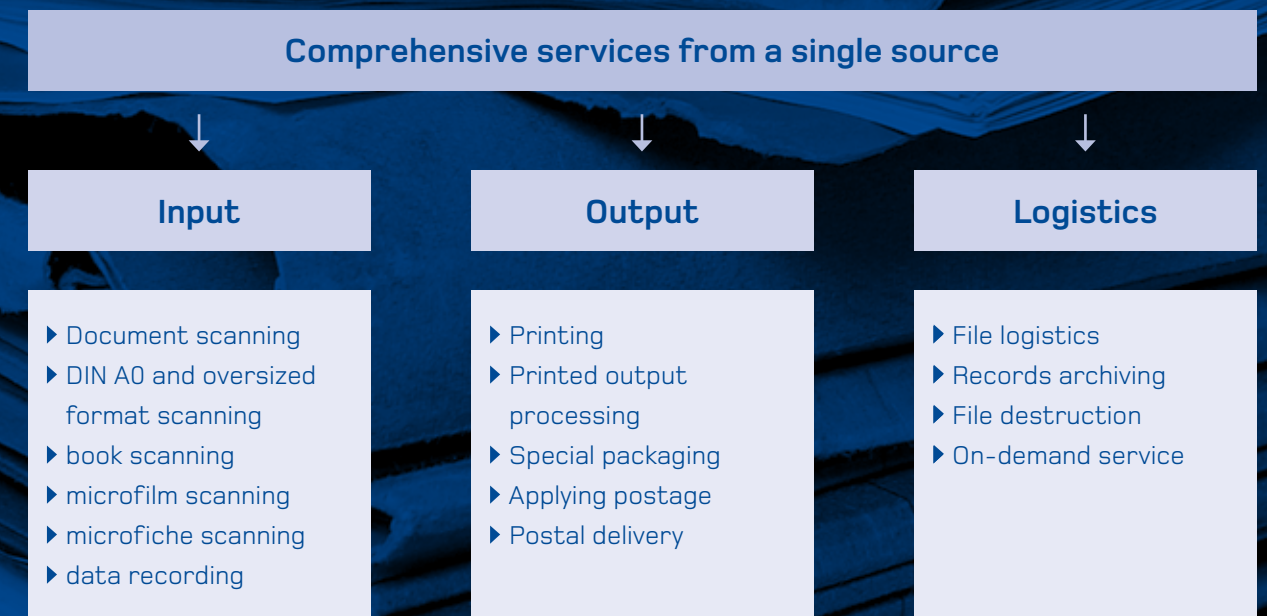 Comprehensive services from a single source
Input
Document scanning
DIN A0 and oversized
format scanning
book scanning
microfilm scanning
microfiche scanning
data recording
Output
Printing
Printed output
processing
Special packaging
Applying postage
Postal delivery
Logistics
File logistics
Records archiving
File destruction
On-demand service